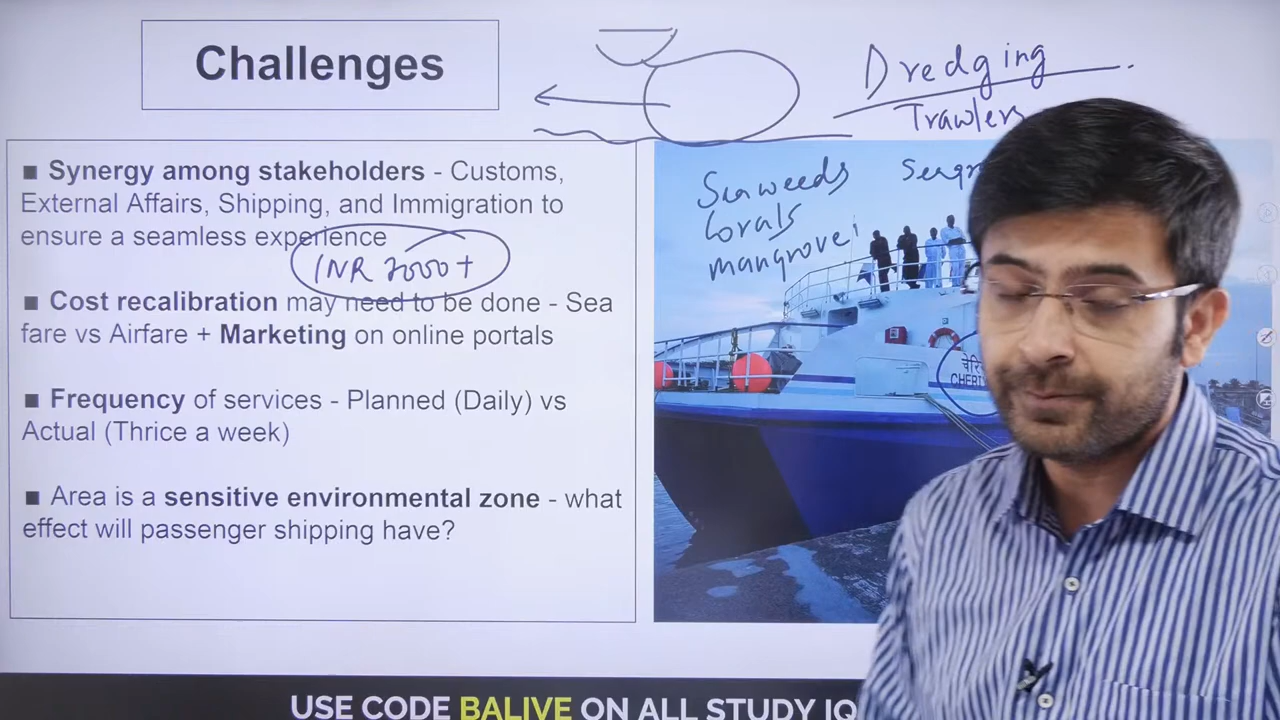 Challenges
Dredging
Trawlers
■ Synergy among stakeholders - Customs,
External Affairs, Shipping, and Immigration to
ensure a seamless experience
INR 7000+
■ Cost recalibration may need to be done - Sea
fare vs Airfare + Marketing on online portals
■ Frequency of services - Planned (Daily) vs
Actual (Thrice a week)
■ Area is a sensitive environmental zone - what
effect will passenger shipping have?
Seaweeds
Corals
mangroves
USE CODE BALIVE ON ALL STUDY IQ